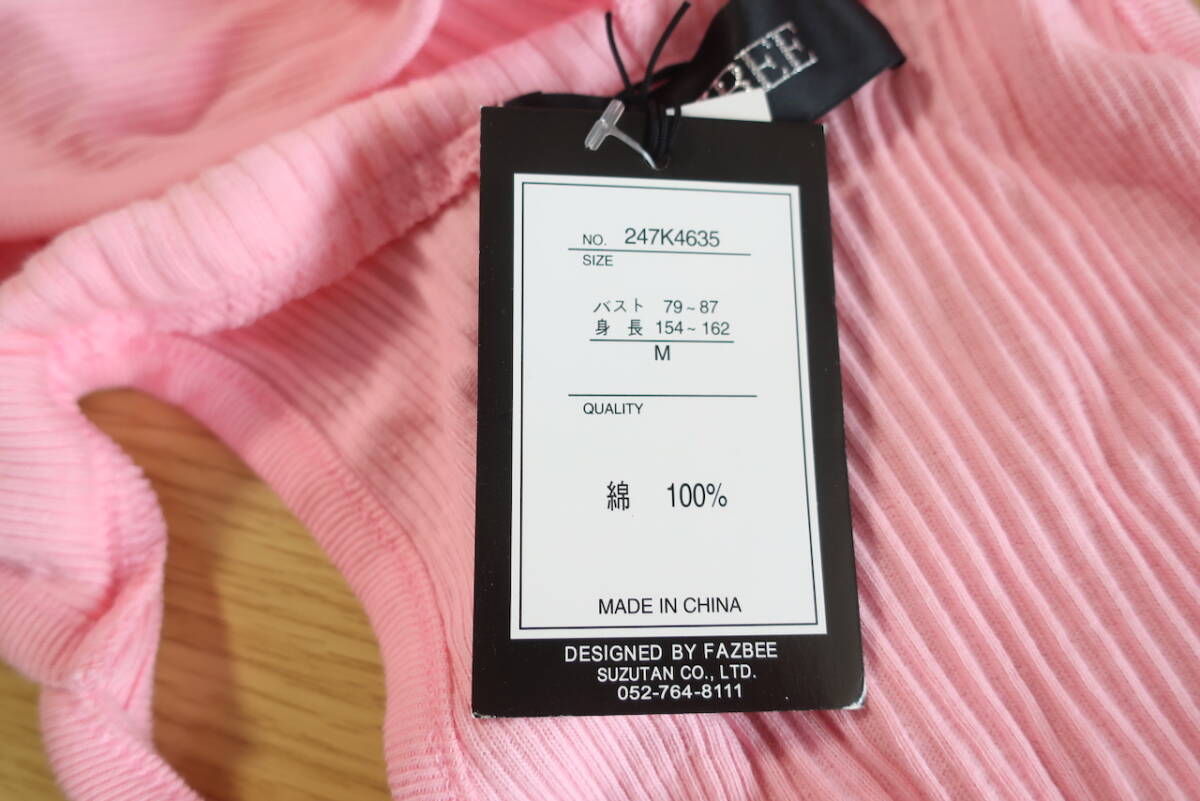 BEE
NO. 247K4635
SIZE
バスト 79~87
身長 154~162
M
QUALITY
綿 100%
MADE IN CHINA
DESIGNED BY FAZBEE
SUZUTAN CO., LTD.
052-764-8111